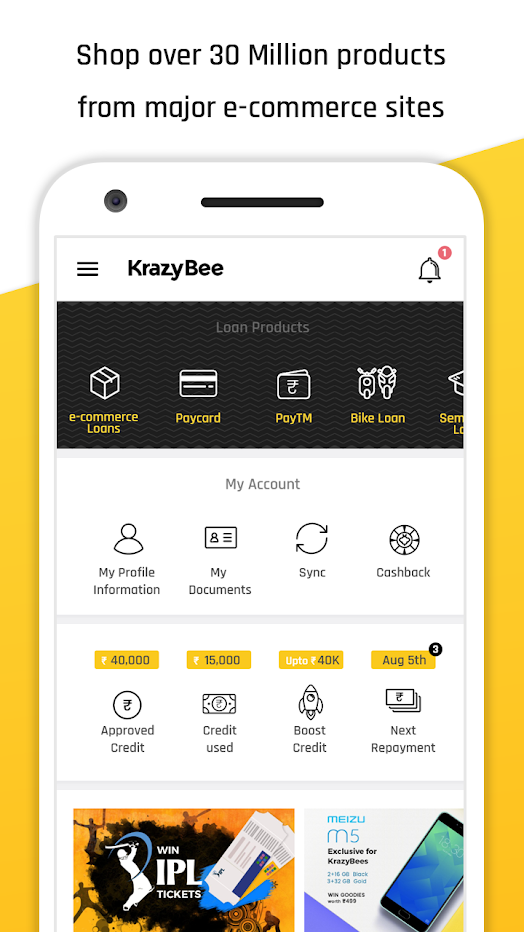 Shop over 30 Million products
from major e-commerce sites
KrazyBee
1
Loan Products
e-commerce
Loans
Paycard
PayTM
Bike Loan
Sem
Lo
My Account
My Profile
Information
My
Documents
Sync
Cashback
₹ 40,000
₹ 15,000
Upto ₹40K
Aug 5th
3
Approved
Credit
Credit
used
Boost
Credit
Next
Repayment
WIN
IPL
TICKETS
MEIZU
m5
Exclusive for
KrazyBees
2+16 GB Black
3+32 GB Gold
WIN GOODIES
worth ₹499